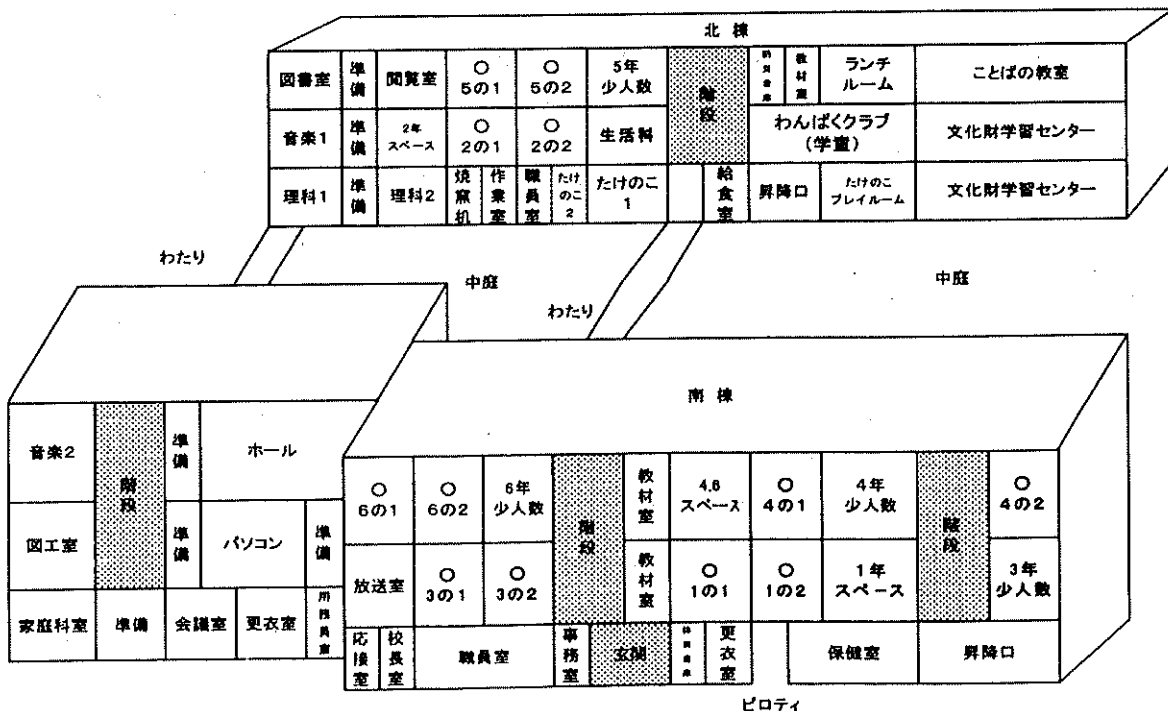 北 棟
図書室
準備
閲覧室
○
5の1
○
5の2
5年
少人数
階段
教材室
ランチ
ルーム
ことばの教室
音楽1
準備
2年
スペース
○
2の1
○
2の2
生活科
わんぱくクラブ
(学童)
文化財学習センター
理科1
準備
理科2
焼窯机
作業室
職員室
たけのこ2
たけのこ
1
給食室
昇降口
たけのこ
プレイルーム
文化財学習センター
わたり
中庭
わたり
中庭
南 棟
音楽2
階段
準備
ホール
図工室
準備
パソコン
準備
家庭科室
準備
会議室
更衣室
用務員室
○
6の1
○
6の2
6年
少人数
階段
教材室
4,6
スペース
○
4の1
4年
少人数
階段
○
4の2
放送室
○
3の1
○
3の2
教材室
○
1の1
○
1の2
1年
スペース
3年
少人数
応接室
校長室
職員室
事務室
玄関
更衣室
保健室
昇降口
ピロティ